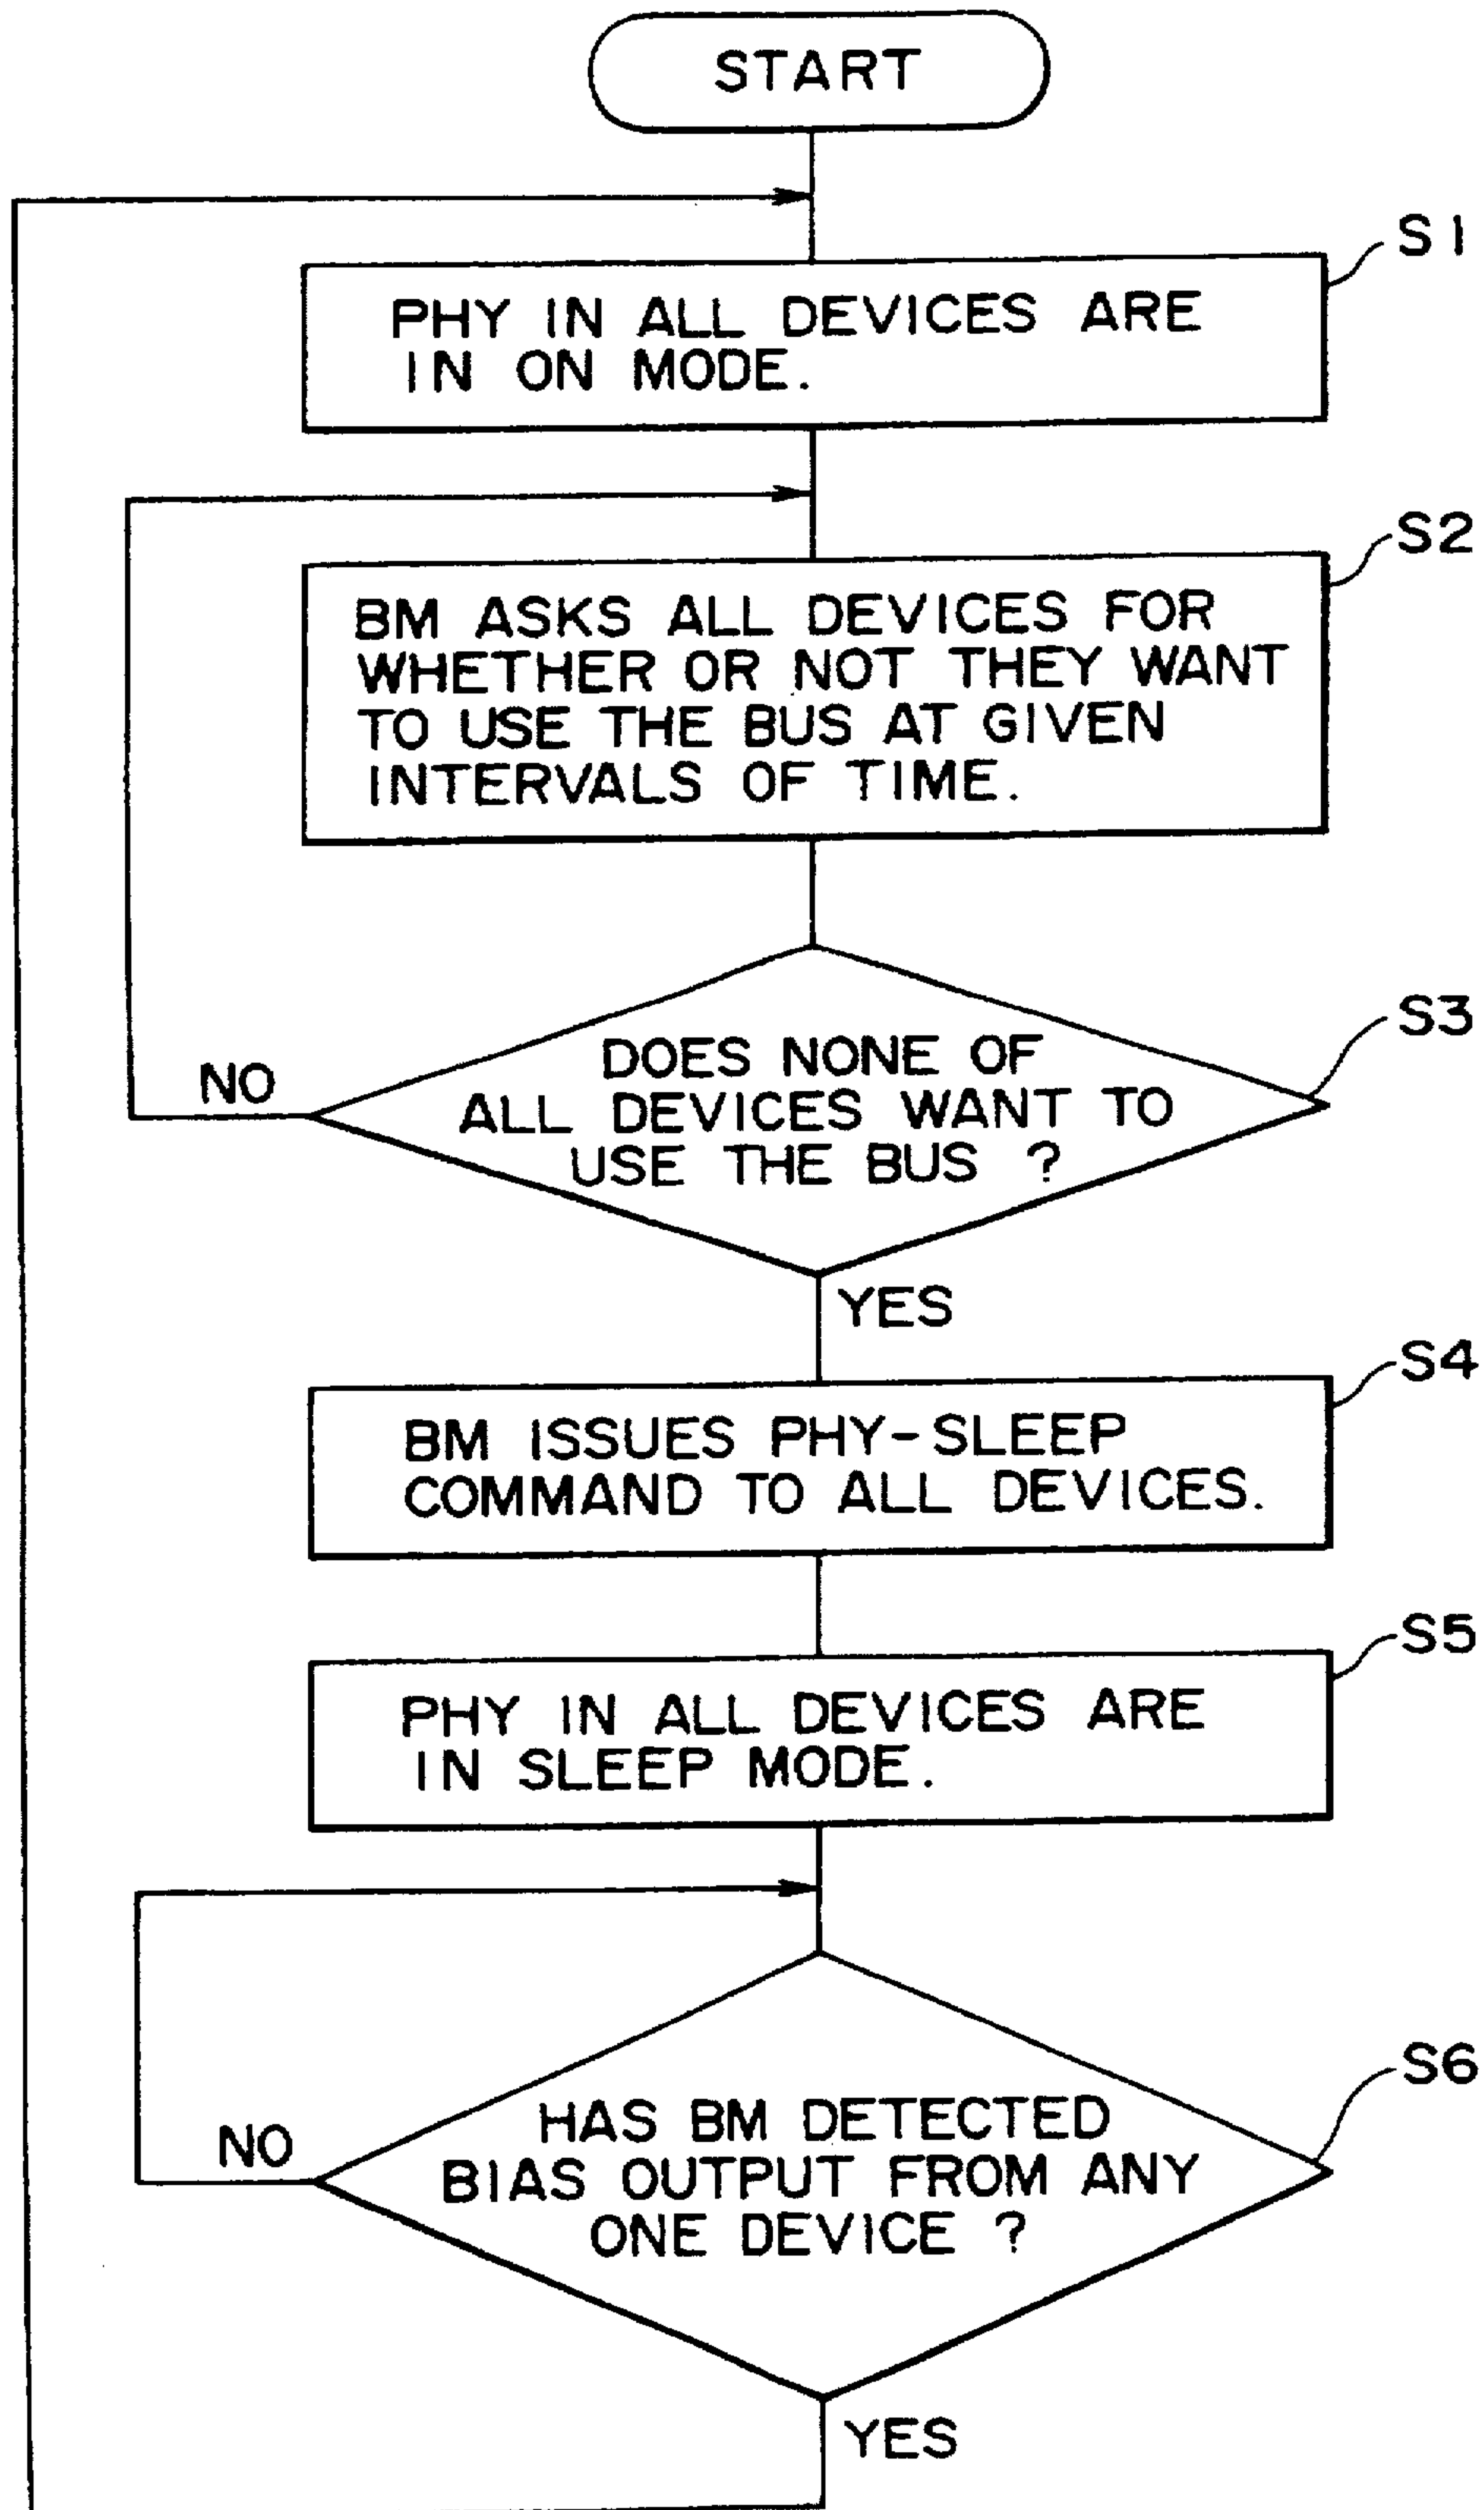 START
S1
PHY IN ALL DEVICES ARE
IN ON MODE.
S2
BM ASKS ALL DEVICES FOR
WHETHER OR NOT THEY WANT
TO USE THE BUS AT GIVEN
INTERVALS OF TIME.
S3
NO
DOES NONE OF
ALL DEVICES WANT TO
USE THE BUS ?
YES
S4
BM ISSUES PHY-SLEEP
COMMAND TO ALL DEVICES.
S5
PHY IN ALL DEVICES ARE
IN SLEEP MODE.
S6
NO
HAS BM DETECTED
BIAS OUTPUT FROM ANY
ONE DEVICE ?
YES